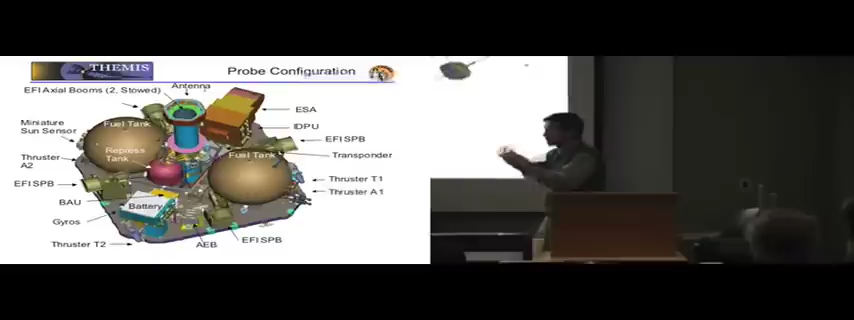 THEMIS
Probe Configuration
Antenna
EFI Axial Booms (2, Stowed)
ESA
Fuel Tank
IDPU
Miniature
Sun Sensor
EFI SPB
Repress
Tank
Fuel Tank
Transponder
Thruster
A2
Thruster T1
EFI SPB
Thruster A1
BAU
Battery
Gyros
Thruster T2
AEB
EFI SPB